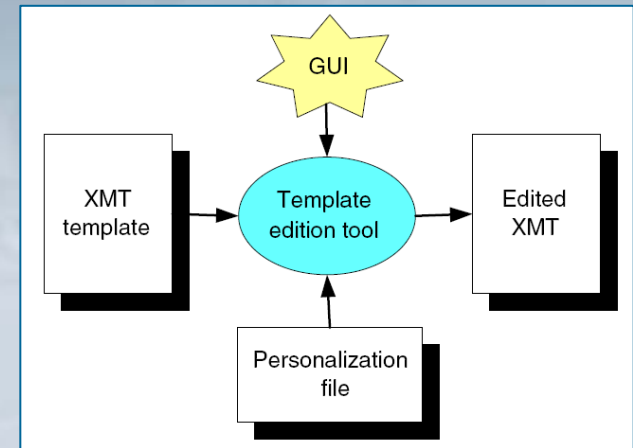 GUI
XMT
template
Template
edition tool
Edited
XMT
Personalization
file